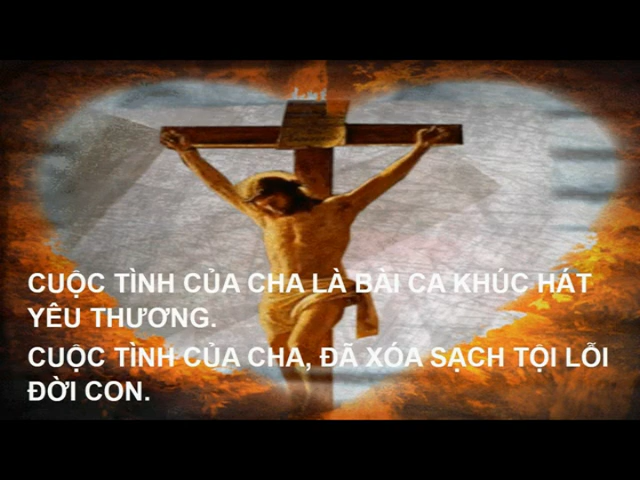 CUỘC TÌNH CỦA CHA LÀ BÀI CA KHÚC HÁT
YÊU THƯƠNG.
CUỘC TÌNH CỦA CHA, ĐÃ XÓA SẠCH TỘI LỖI
ĐỜI CON.